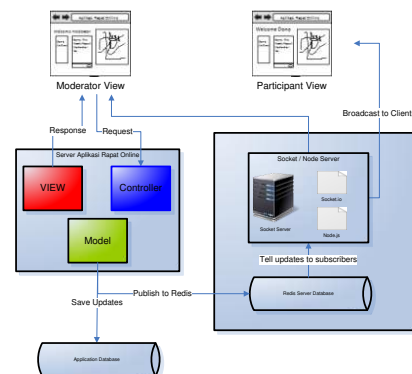 Aplikasi Rapat Online
Aplikasi Rapat Online
Welcome Dony
Moderator View
Participant View
Broadcast to Client
Response
Request
Server Aplikasi Rapat Online
VIEW
Controller
Model
Socket / Node Server
Socket Server
Socket.io
Node.js
Tell updates to subscribers
Publish to Redis
Save Updates
Redis Server Database
Application Database